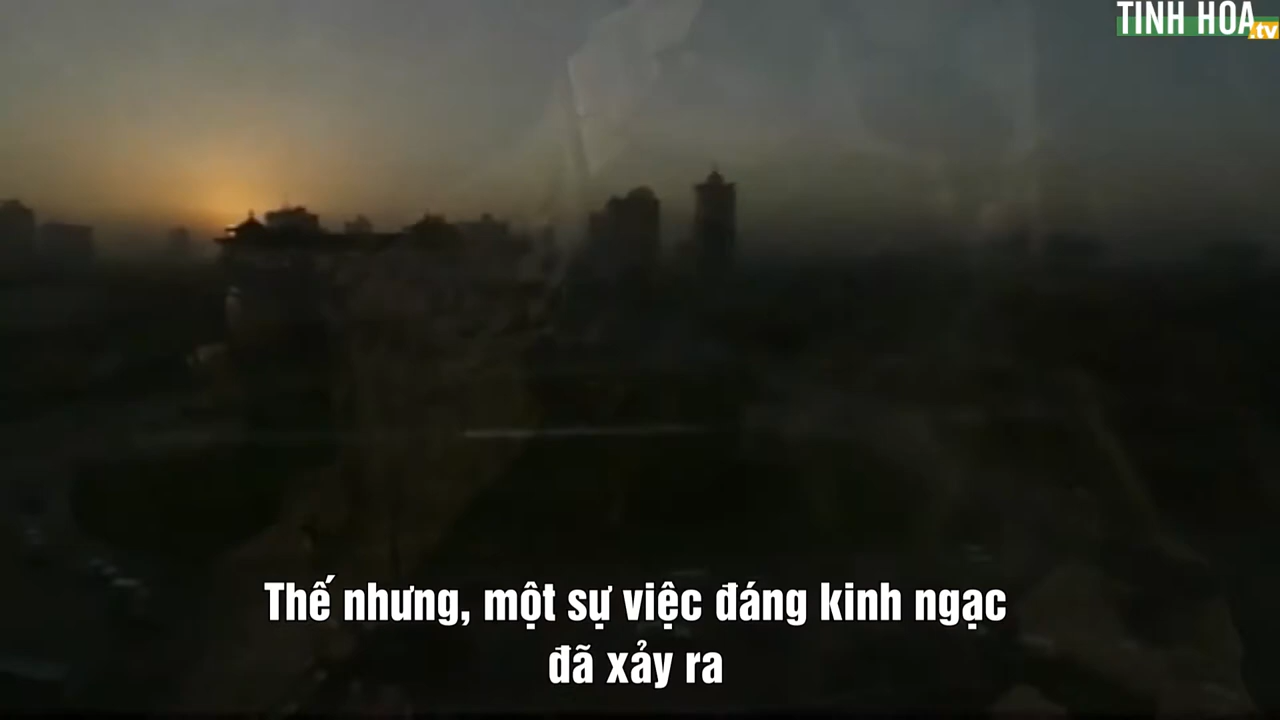 TINH HOA
.tv
Thế nhưng, một sự việc đáng kinh ngạc
đã xảy ra